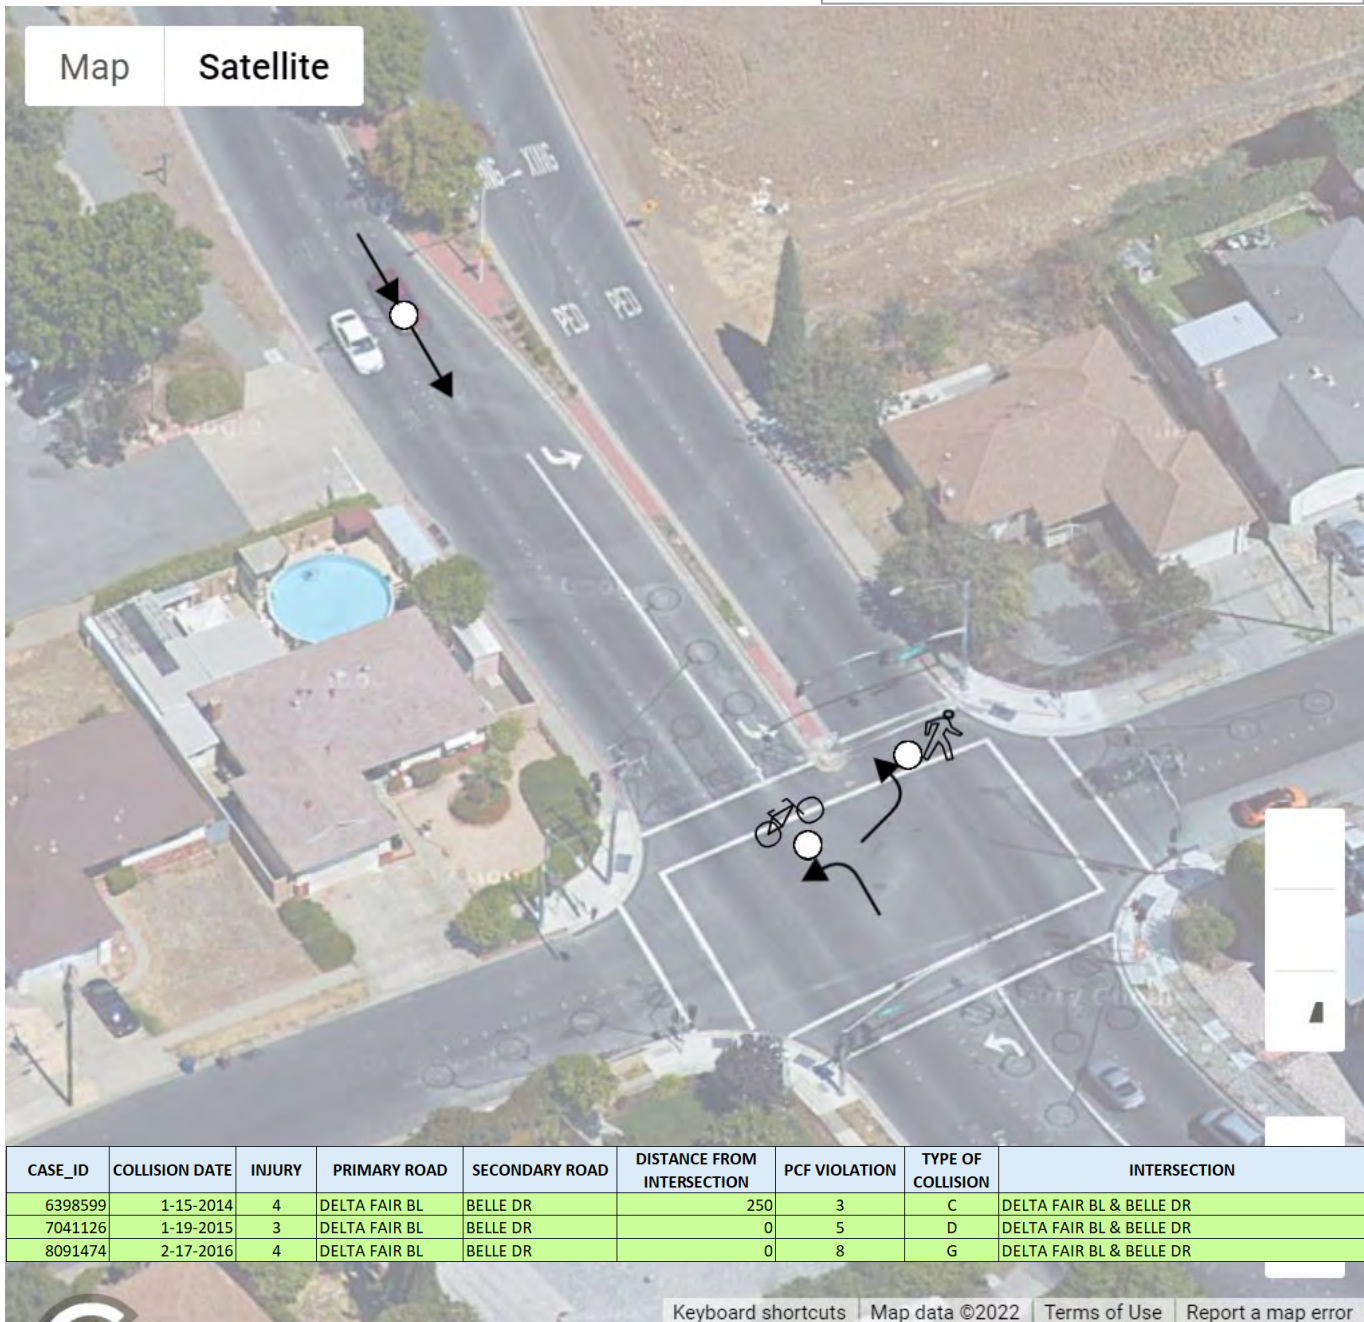 Map Satellite
XING
PED PED
CASE_ID COLLISION DATE INJURY PRIMARY ROAD SECONDARY ROAD DISTANCE FROM INTERSECTION PCF VIOLATION TYPE OF COLLISION INTERSECTION
6398599 1-15-2014 4 DELTA FAIR BL BELLE DR 250 3 C DELTA FAIR BL & BELLE DR
7041126 1-19-2015 3 DELTA FAIR BL BELLE DR 0 5 D DELTA FAIR BL & BELLE DR
8091474 2-17-2016 4 DELTA FAIR BL BELLE DR 0 8 G DELTA FAIR BL & BELLE DR
Keyboard shortcuts Map data ©2022 Terms of Use Report a map error